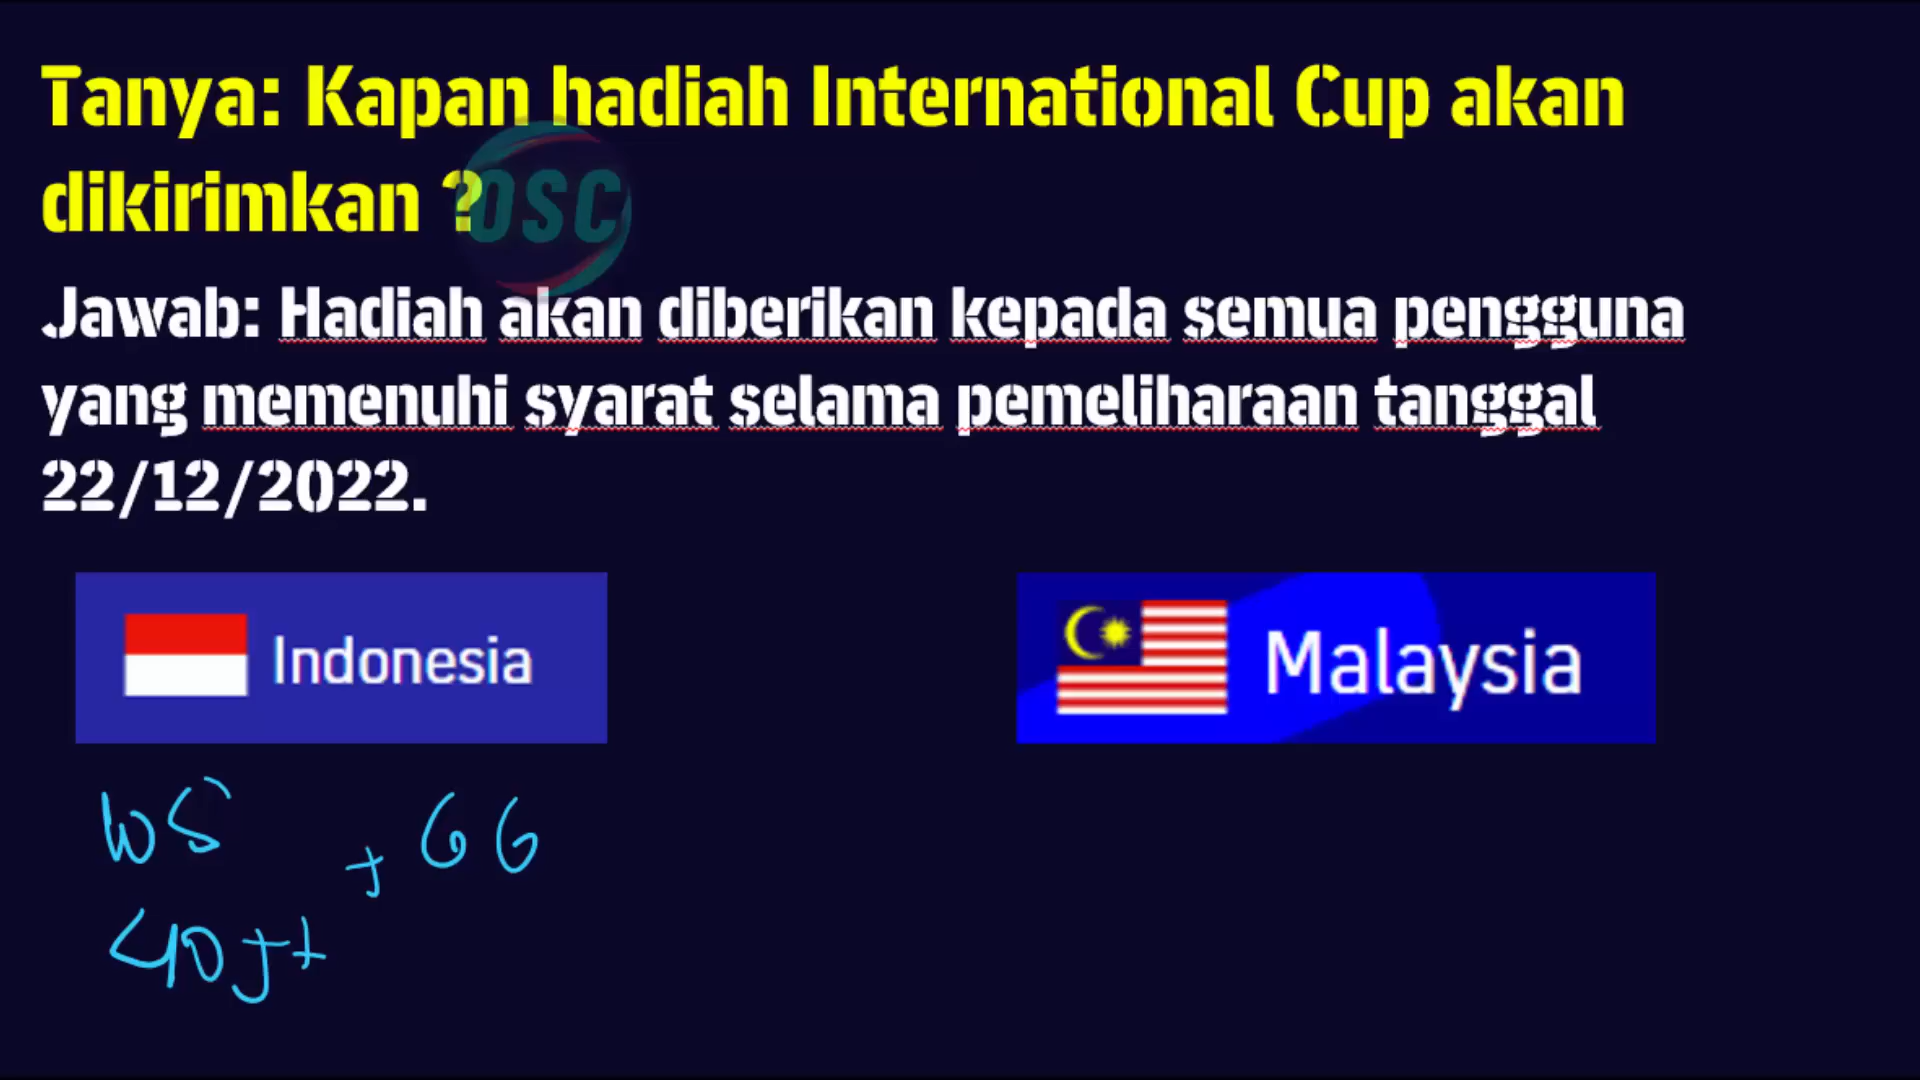 Tanya: Kapan hadiah International Cup akan
dikirimkan ?
OSC
Jawab: Hadiah akan diberikan kepada semua pengguna
yang memenuhi syarat selama pemeliharaan tanggal
22/12/2022.
Indonesia
Malaysia
WS
+ GG
40jt